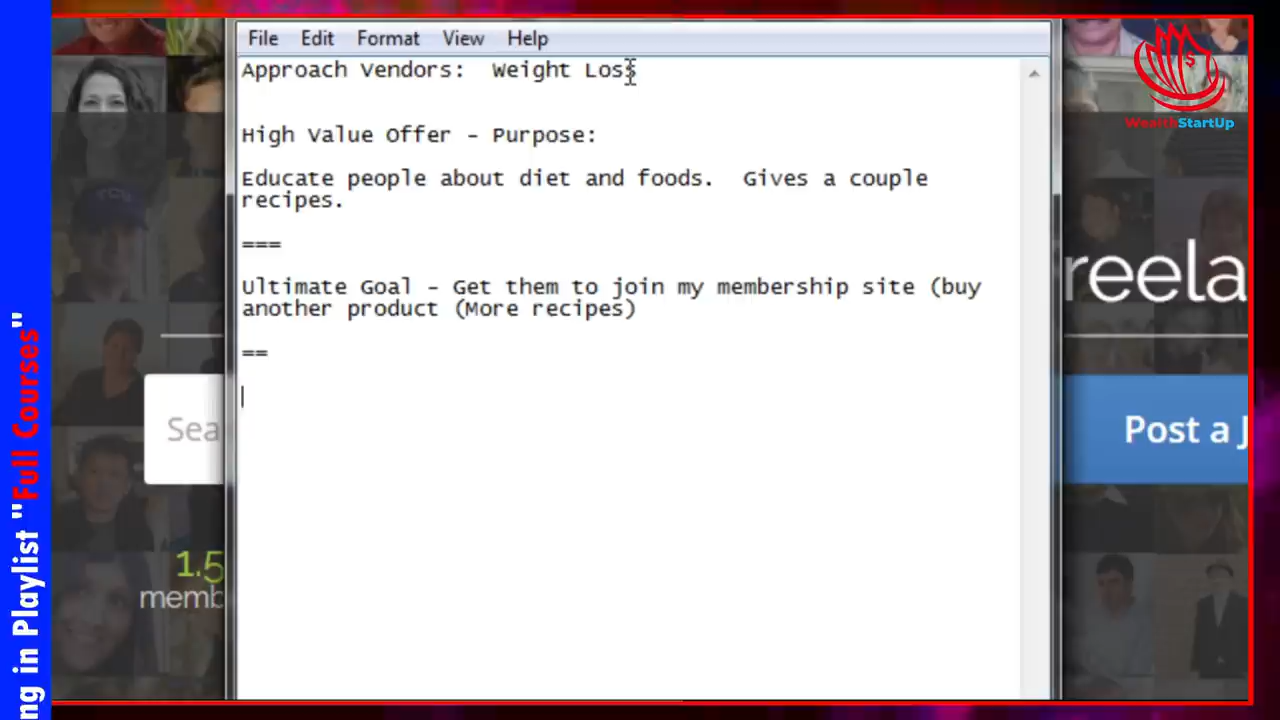 File Edit Format View Help
Approach Vendors: Weight Loss
High Value Offer - Purpose:
Educate people about diet and foods. Gives a couple
recipes.
===
Ultimate Goal - Get them to join my membership site (buy
another product (More recipes)
==
WealthStartUp
reela
Sea
Post a J
1.5
memb
ng in Playlist "Full Courses"
$